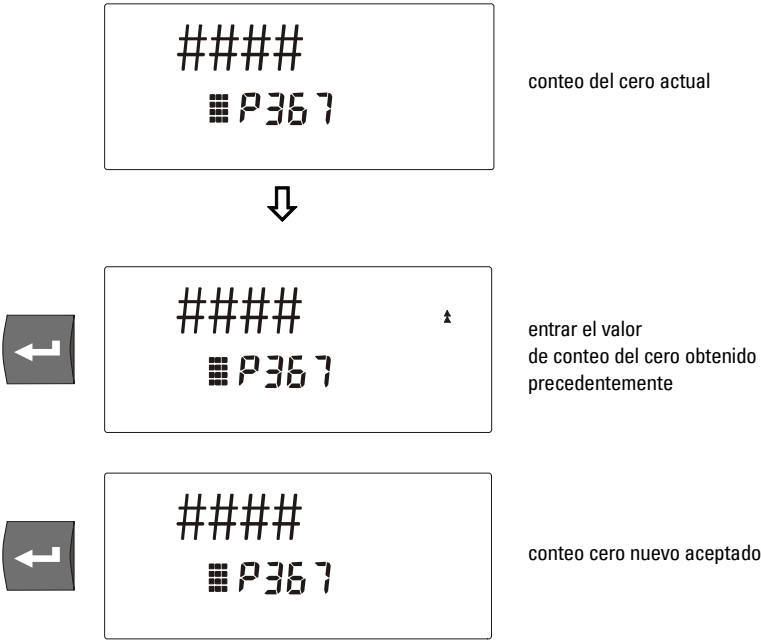 ####
P367
conteo del cero actual
####
P367
entrar el valor
de conteo del cero obtenido
precedentemente
####
P367
conteo cero nuevo aceptado